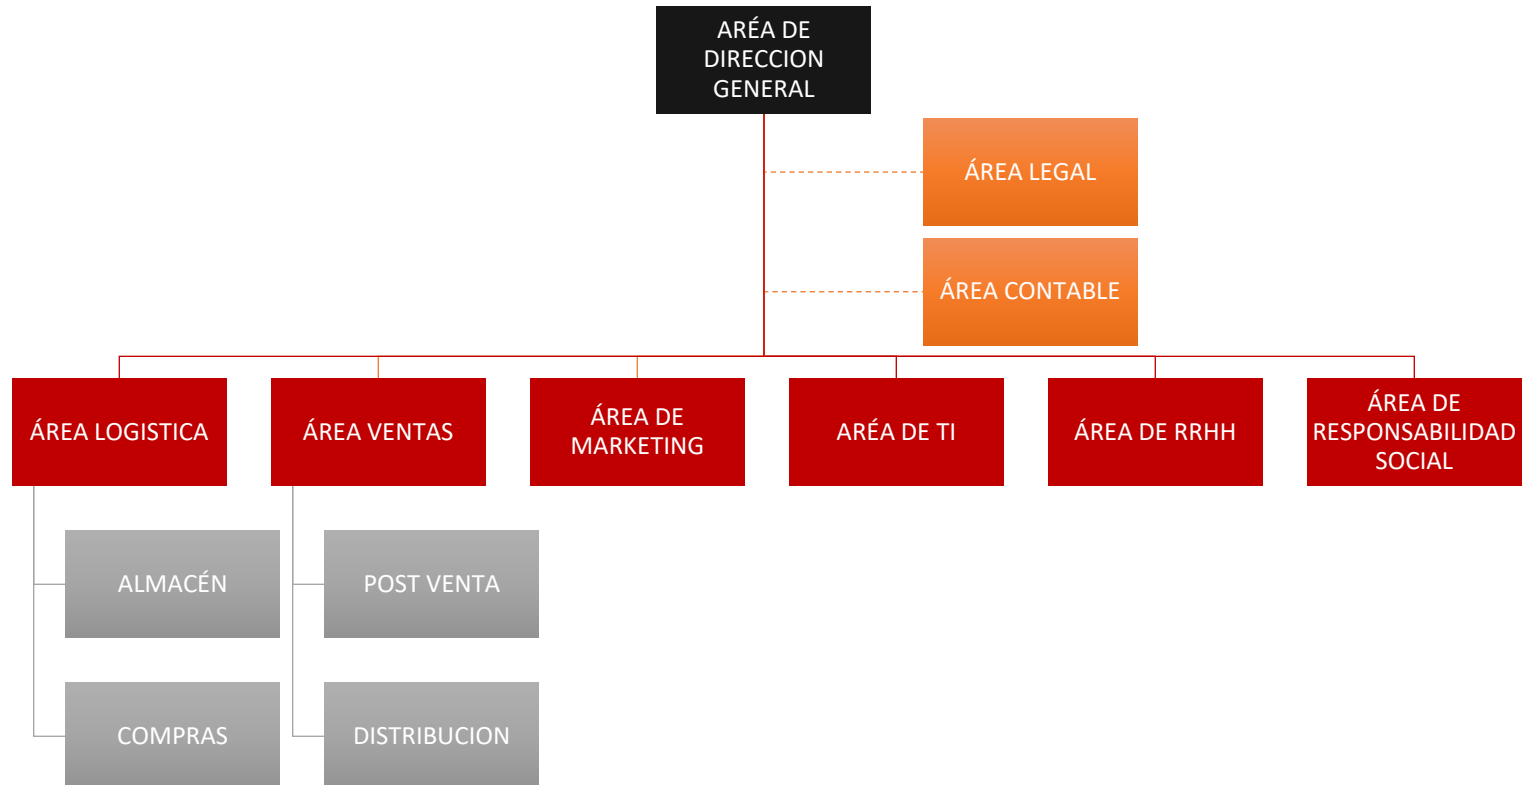 ARÉA DE
DIRECCION
GENERAL
ÁREA LEGAL
ÁREA CONTABLE
ÁREA LOGISTICA
ÁREA VENTAS
ÁREA DE
MARKETING
ARÉA DE TI
ÁREA DE RRHH
ÁREA DE
RESPONSABILIDAD
SOCIAL
ALMACÉN
POST VENTA
COMPRAS
DISTRIBUCION